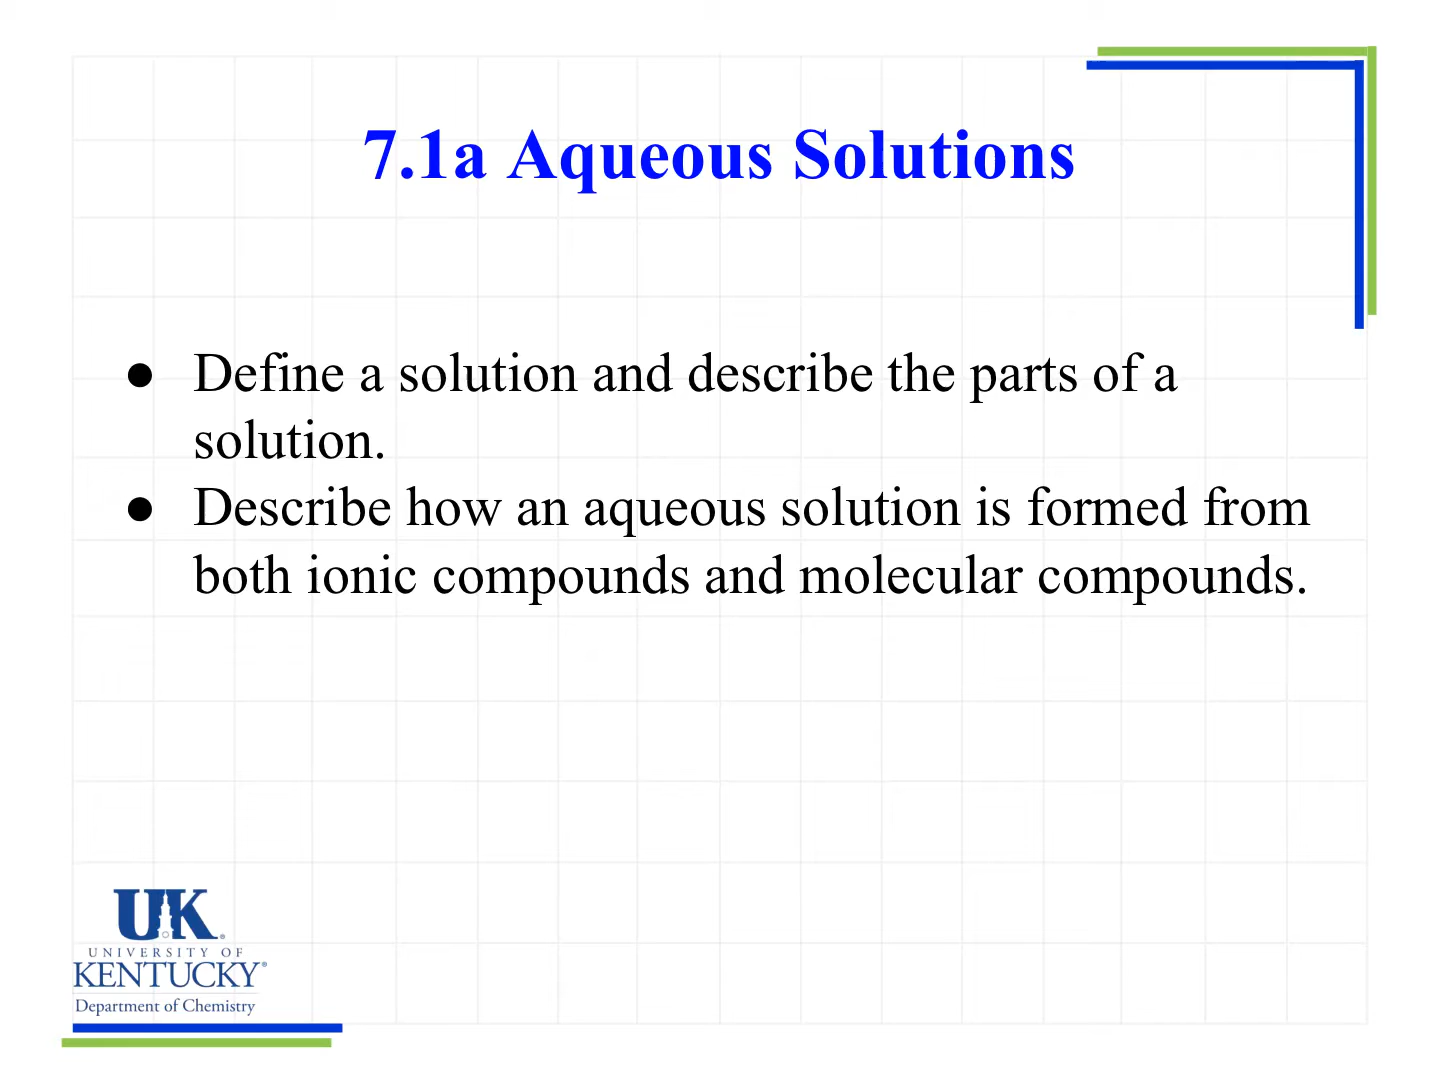 7.1a Aqueous Solutions
● Define a solution and describe the parts of a
solution.
● Describe how an aqueous solution is formed from
both ionic compounds and molecular compounds.
UK
UNIVERSITY OF
KENTUCKY®
Department of Chemistry